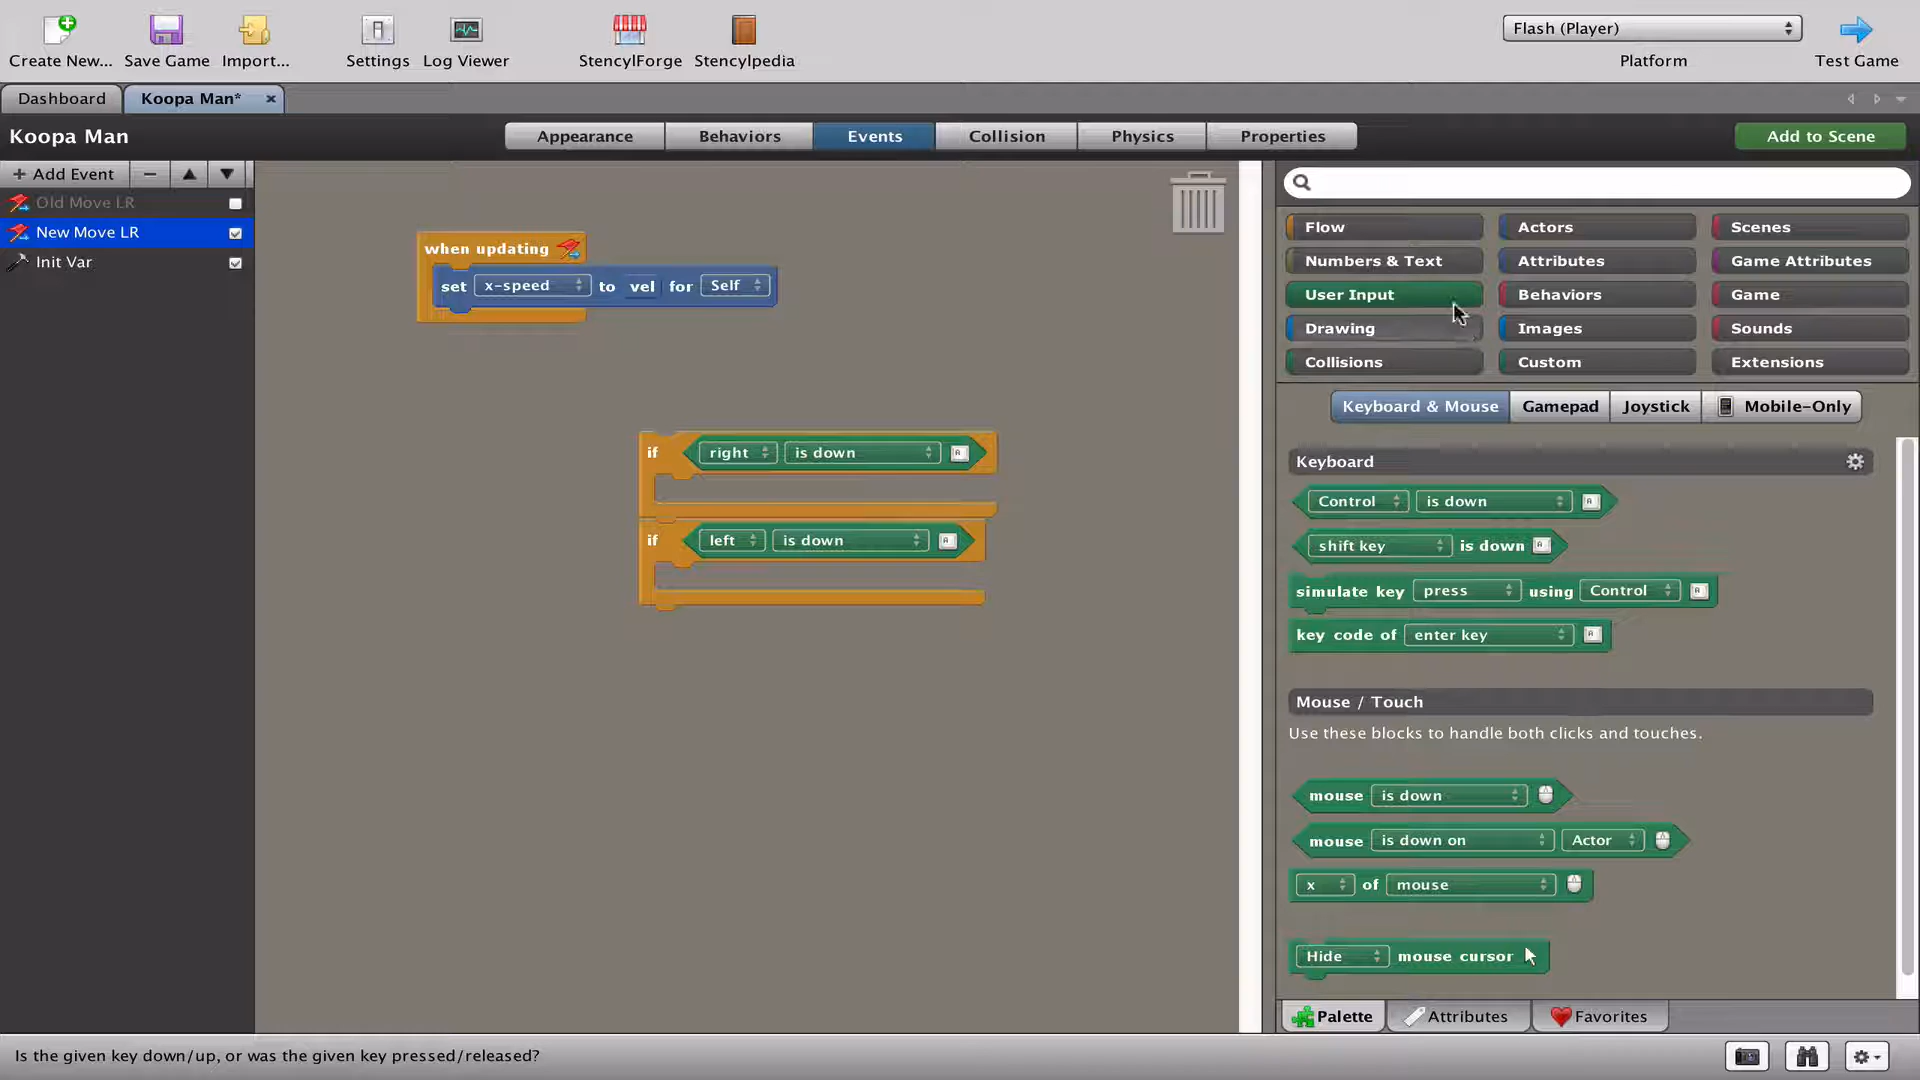 Create New...
Save Game
Import...
Settings
Log Viewer
StencylForge
Stencylpedia
Flash (Player)
Platform
Test Game
Dashboard
Koopa Man*
Koopa Man
Appearance
Behaviors
Events
Collision
Physics
Properties
Add to Scene
+ Add Event
Old Move LR
New Move LR
Init Var
when updating
set x-speed to vel for Self
if right is down
if left is down
Flow
Actors
Scenes
Numbers & Text
Attributes
Game Attributes
User Input
Behaviors
Game
Drawing
Images
Sounds
Collisions
Custom
Extensions
Keyboard & Mouse
Gamepad
Joystick
Mobile-Only
Keyboard
Control is down
shift key is down
simulate key press using Control
key code of enter key
Mouse / Touch
Use these blocks to handle both clicks and touches.
mouse is down
mouse is down on Actor
x of mouse
Hide mouse cursor
Palette
Attributes
Favorites
Is the given key down/up, or was the given key pressed/released?